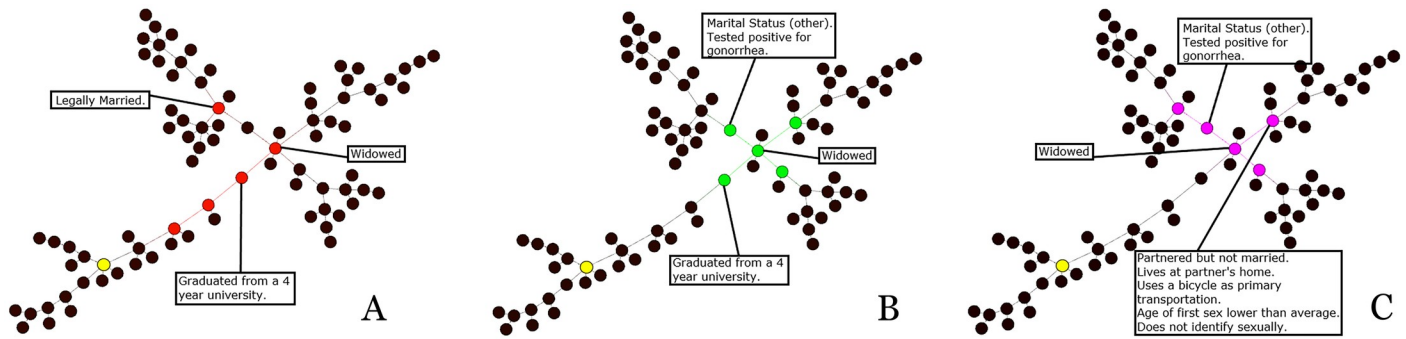 Legally Married.
Widowed
Graduated from a 4
year university.
A
Marital Status (other).
Tested positive for
gonorrhea.
Widowed
Graduated from a 4
year university.
B
Marital Status (other).
Tested positive for
gonorrhea.
Widowed
Partnered but not married.
Lives at partner's home.
Uses a bicycle as primary
transportation.
Age of first sex lower than average.
Does not identify sexually.
C